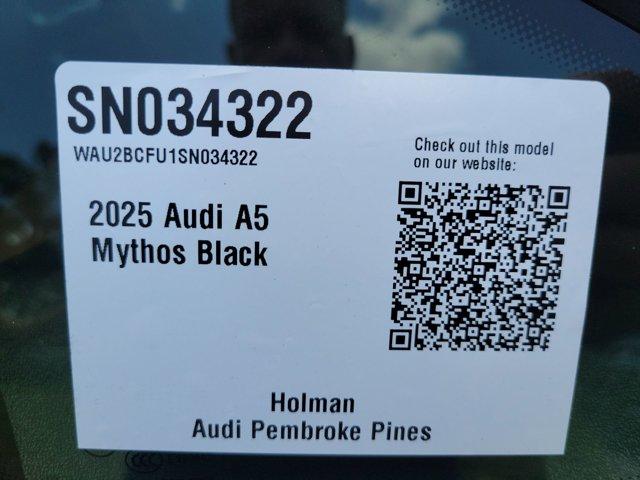 SN034322
WAU2BCFU1SN034322
Check out this model
on our website:
2025 Audi A5
Mythos Black
Holman
Audi Pembroke Pines